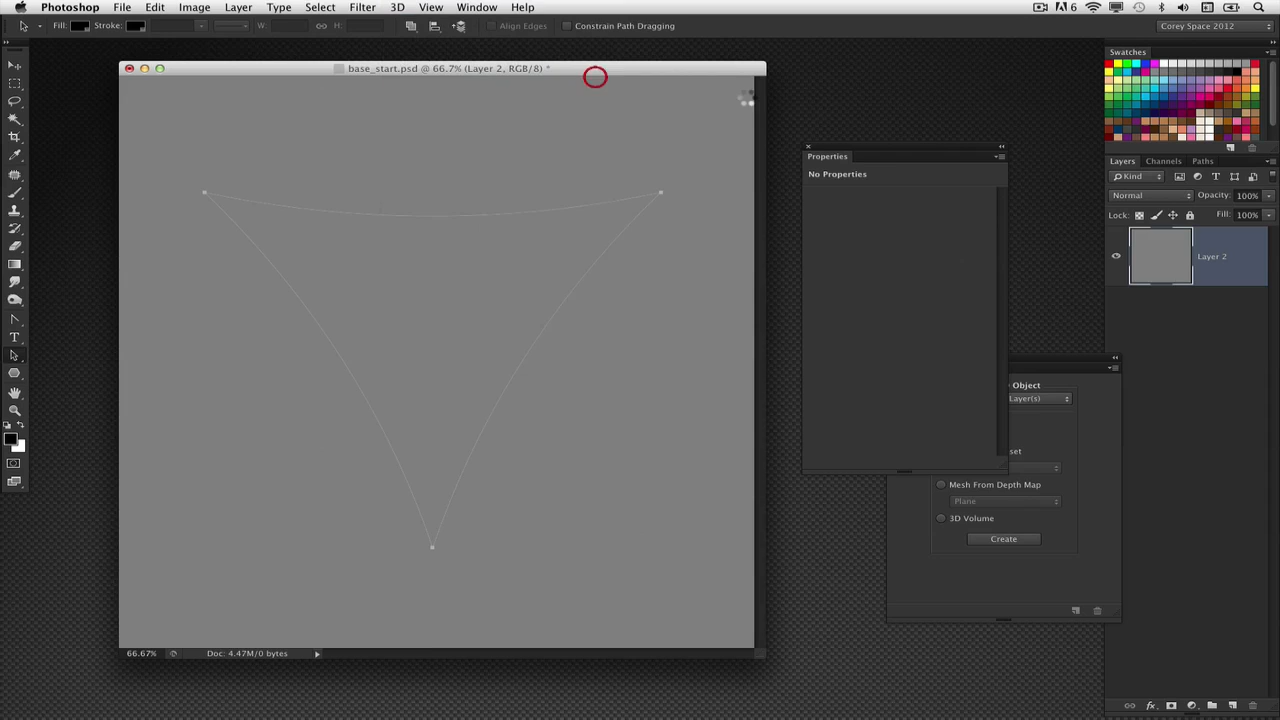 Photoshop File Edit Image Layer Type Select Filter 3D View Window Help 6
Fill: Stroke: W: H: Align Edges Constrain Path Dragging Corey Space 2012
base_start.psd @ 66.7% (Layer 2, RGB/8) *
Swatches
Properties
No Properties
Layers Channels Paths
Kind
Normal Opacity: 100%
Lock: Fill: 100%
Layer 2
Object
Layer(s)
set
Mesh From Depth Map
Plane
3D Volume
Create
66.67% Doc: 4.47M/0 bytes
fx